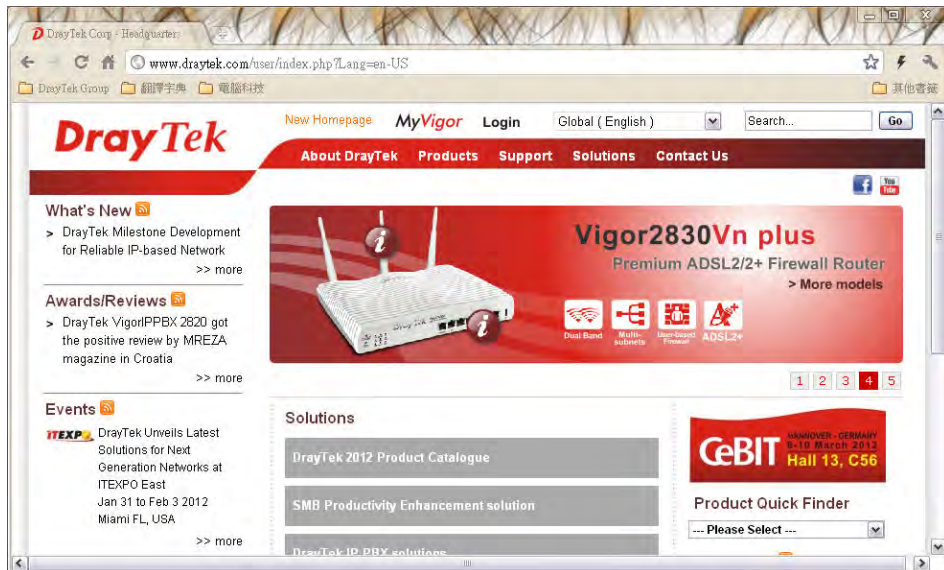 DrayTek Corp - Headquarter:
www.draytek.com/user/index.php?Lang=en-US
DrayTek Group 翻譯字典 電腦科技 其他書籤
DrayTek
New Homepage MyVigor Login Global ( English ) Search... Go
About DrayTek Products Support Solutions Contact Us
You Tube
What's New
> DrayTek Milestone Development
for Reliable IP-based Network
>> more
Awards/Reviews
> DrayTek VigorIPPBX 2820 got
the positive review by MREZA
magazine in Croatia
>> more
Events
ITEXPO DrayTek Unveils Latest
Solutions for Next
Generation Networks at
ITEXPO East
Jan 31 to Feb 3 2012
Miami FL, USA
>> more
Vigor2830Vn plus
Premium ADSL2/2+ Firewall Router
> More models
Dual Band Multi-subnets User-based Firewall ADSL2+
DrayTek
1 2 3 4 5
Solutions
DrayTek 2012 Product Catalogue
SMB Productivity Enhancement solution
DrayTek IP PBX solutions
CeBIT HANNOVER - GERMANY
6-10 March 2012
Hall 13, C56
Product Quick Finder
--- Please Select ---